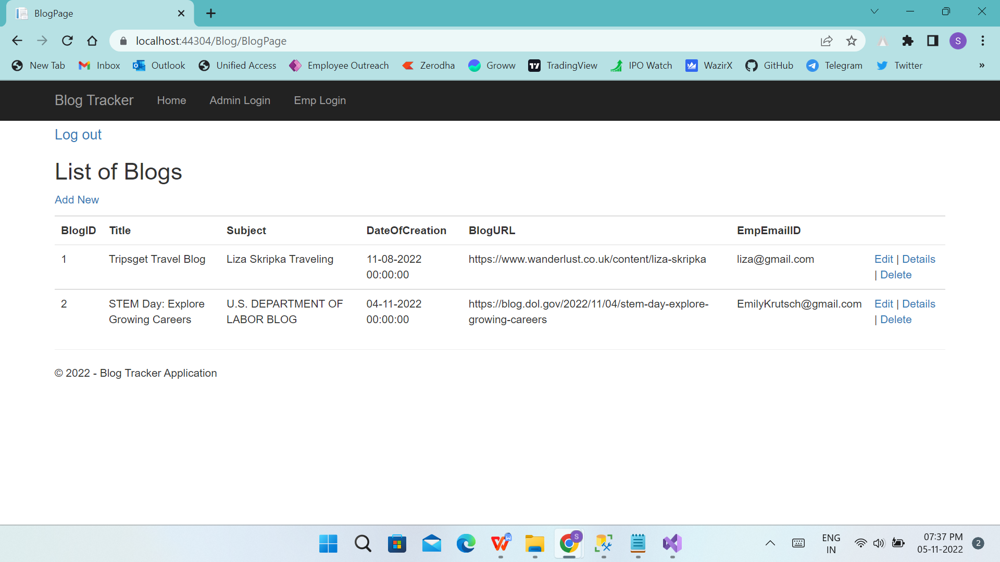 BlogPage
localhost:44304/Blog/BlogPage
S
New Tab Inbox Outlook Unified Access Employee Outreach Zerodha Groww TradingView IPO Watch WazirX GitHub Telegram Twitter »
Blog Tracker Home Admin Login Emp Login
Log out
List of Blogs
Add New
BlogID Title Subject DateOfCreation BlogURL EmpEmailID
1 Tripsget Travel Blog Liza Skripka Traveling 11-08-2022 https://www.wanderlust.co.uk/content/liza-skripka liza@gmail.com Edit | Details
00:00:00 | Delete
2 STEM Day: Explore U.S. DEPARTMENT OF 04-11-2022 https://blog.dol.gov/2022/11/04/stem-day-explore- EmilyKrutsch@gmail.com Edit | Details
Growing Careers LABOR BLOG 00:00:00 growing-careers | Delete
© 2022 - Blog Tracker Application
S
ENG 07:37 PM
IN 05-11-2022
2